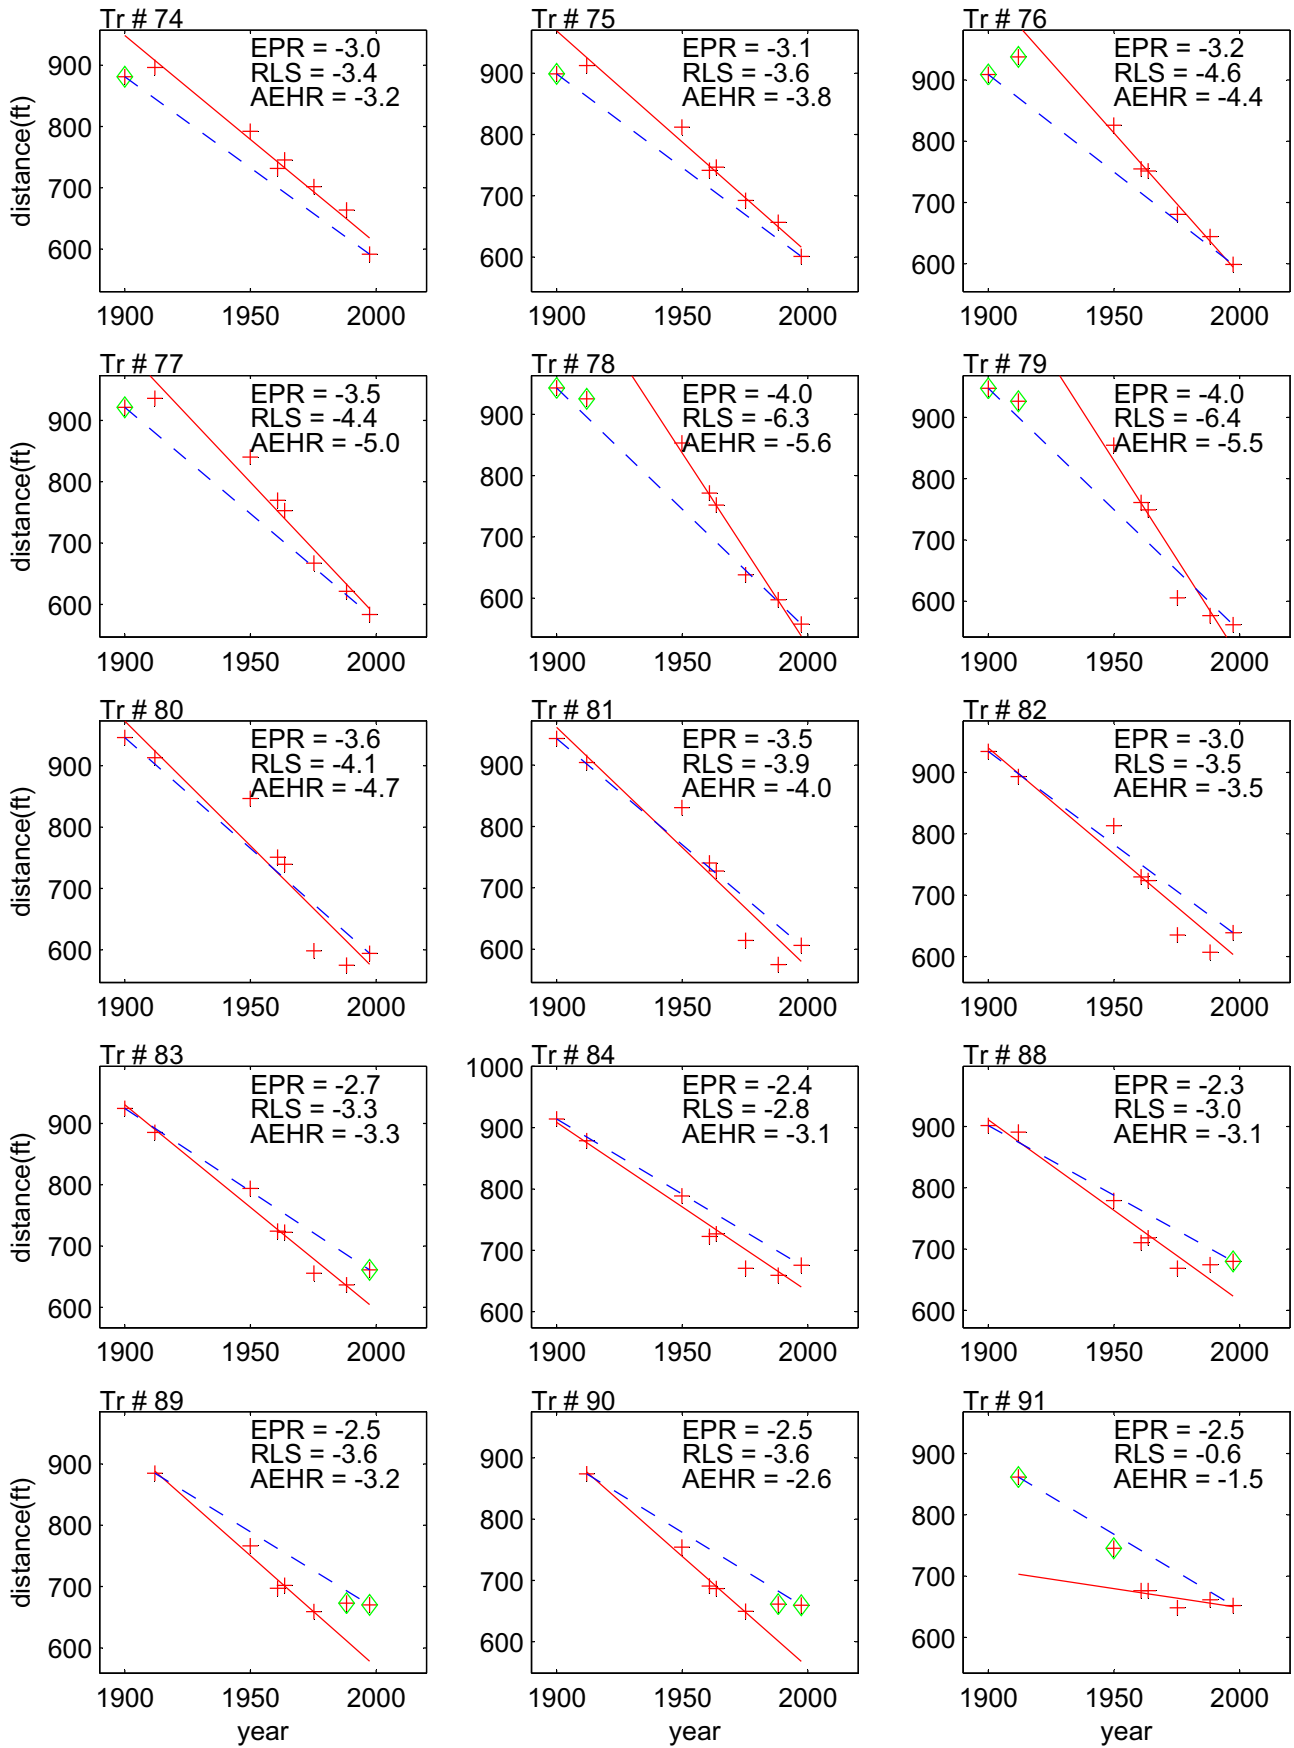 Tr # 74
EPR = -3.0
RLS = -3.4
AEHR = -3.2
900
800
700
600
distance(ft)
1900 1950 2000
Tr # 75
EPR = -3.1
RLS = -3.6
AEHR = -3.8
900
800
700
600
1900 1950 2000
Tr # 76
EPR = -3.2
RLS = -4.6
AEHR = -4.4
900
800
700
600
1900 1950 2000
Tr # 77
EPR = -3.5
RLS = -4.4
AEHR = -5.0
900
800
700
600
distance(ft)
1900 1950 2000
Tr # 78
EPR = -4.0
RLS = -6.3
AEHR = -5.6
900
800
700
600
1900 1950 2000
Tr # 79
EPR = -4.0
RLS = -6.4
AEHR = -5.5
900
800
700
600
1900 1950 2000
Tr # 80
EPR = -3.6
RLS = -4.1
AEHR = -4.7
900
800
700
600
distance(ft)
1900 1950 2000
Tr # 81
EPR = -3.5
RLS = -3.9
AEHR = -4.0
900
800
700
600
1900 1950 2000
Tr # 82
EPR = -3.0
RLS = -3.5
AEHR = -3.5
900
800
700
600
1900 1950 2000
Tr # 83
EPR = -2.7
RLS = -3.3
AEHR = -3.3
900
800
700
600
distance(ft)
1900 1950 2000
Tr # 84
EPR = -2.4
RLS = -2.8
AEHR = -3.1
1000
900
800
700
600
1900 1950 2000
Tr # 88
EPR = -2.3
RLS = -3.0
AEHR = -3.1
900
800
700
600
1900 1950 2000
Tr # 89
EPR = -2.5
RLS = -3.6
AEHR = -3.2
900
800
700
600
distance(ft)
1900 1950 2000
year
Tr # 90
EPR = -2.5
RLS = -3.6
AEHR = -2.6
900
800
700
600
1900 1950 2000
year
Tr # 91
EPR = -2.5
RLS = -0.6
AEHR = -1.5
900
800
700
600
1900 1950 2000
year